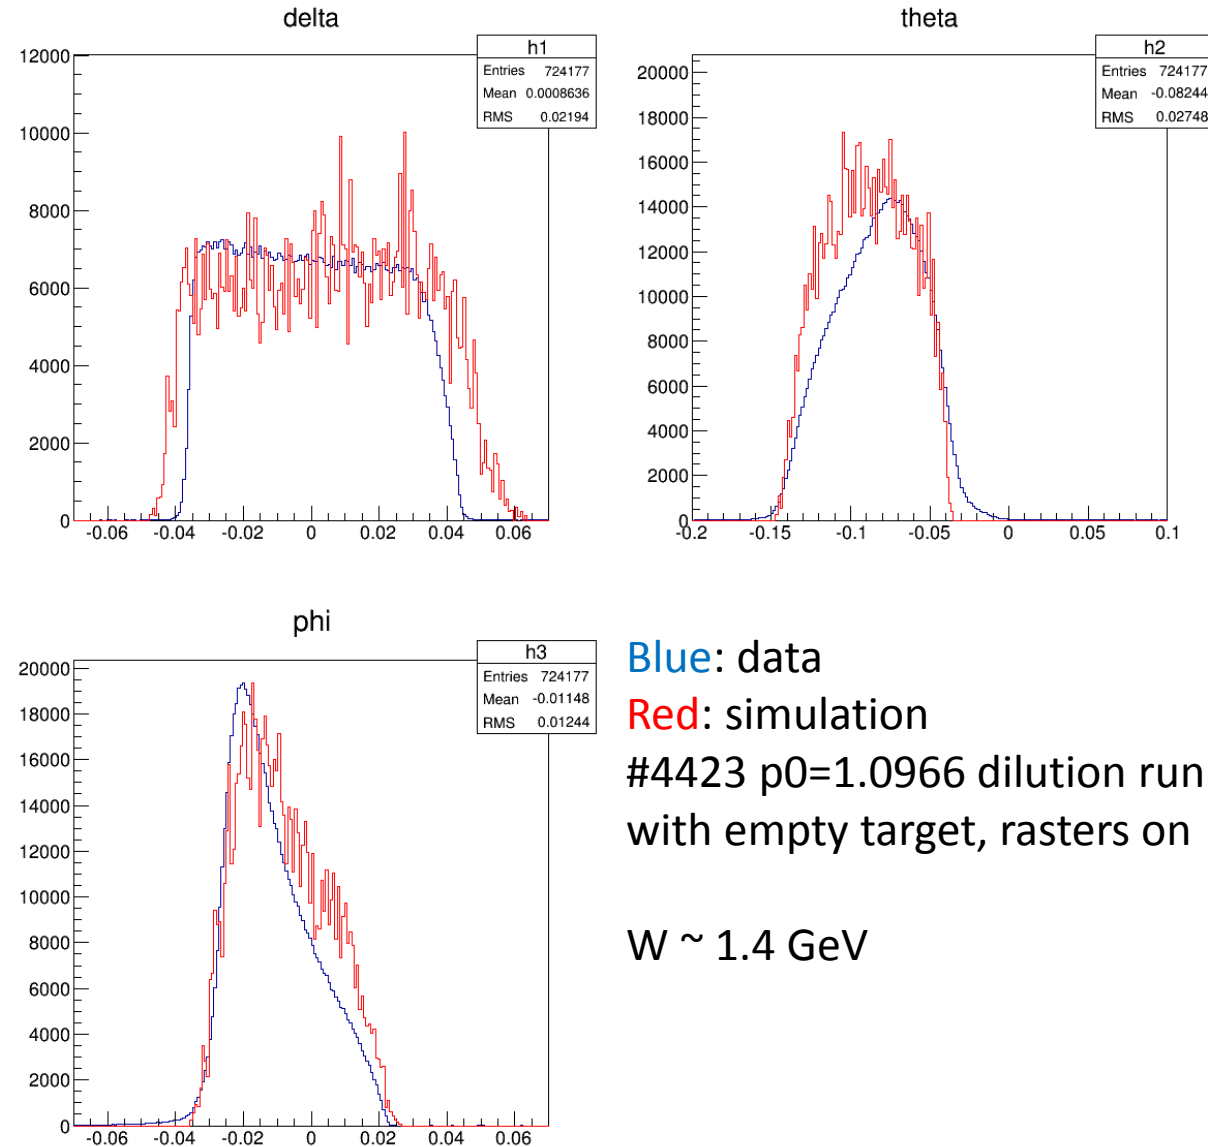 delta
h1
Entries 724177
Mean 0.0008636
RMS 0.02194
12000
10000
8000
6000
4000
2000
0
-0.06 -0.04 -0.02 0 0.02 0.04 0.06
theta
h2
Entries 724177
Mean -0.08244
RMS 0.02748
20000
18000
16000
14000
12000
10000
8000
6000
4000
2000
0
-0.2 -0.15 -0.1 -0.05 0 0.05 0.1
phi
h3
Entries 724177
Mean -0.01148
RMS 0.01244
20000
18000
16000
14000
12000
10000
8000
6000
4000
2000
0
-0.06 -0.04 -0.02 0 0.02 0.04 0.06
Blue: data
Red: simulation
#4423 p0=1.0966 dilution run
with empty target, rasters on
W ~ 1.4 GeV